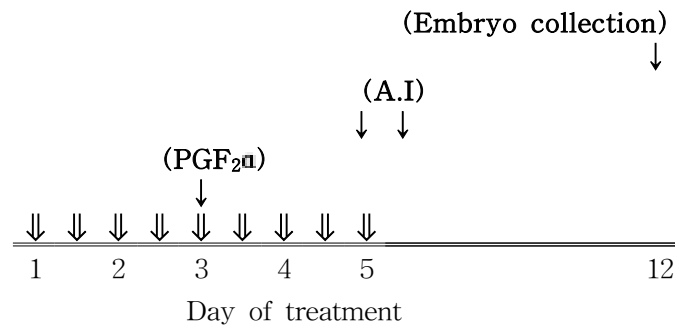 (Embryo collection)
(A.I)
(PGF₂α)
1 2 3 4 5 12
Day of treatment